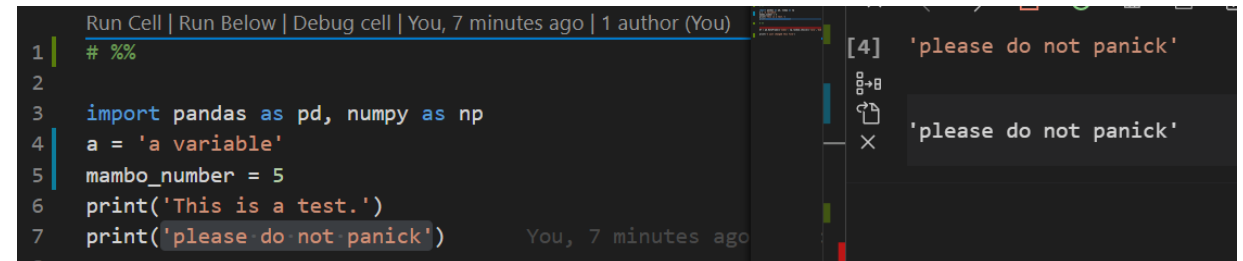 Run Cell | Run Below | Debug cell | You, 7 minutes ago | 1 author (You)
1 # %%
2
3 import pandas as pd, numpy as np
4 a = 'a variable'
5 mambo_number = 5
6 print('This is a test.')
7 print('please·do·not·panick') You, 7 minutes ago
[4] 'please do not panick'
'please do not panick'